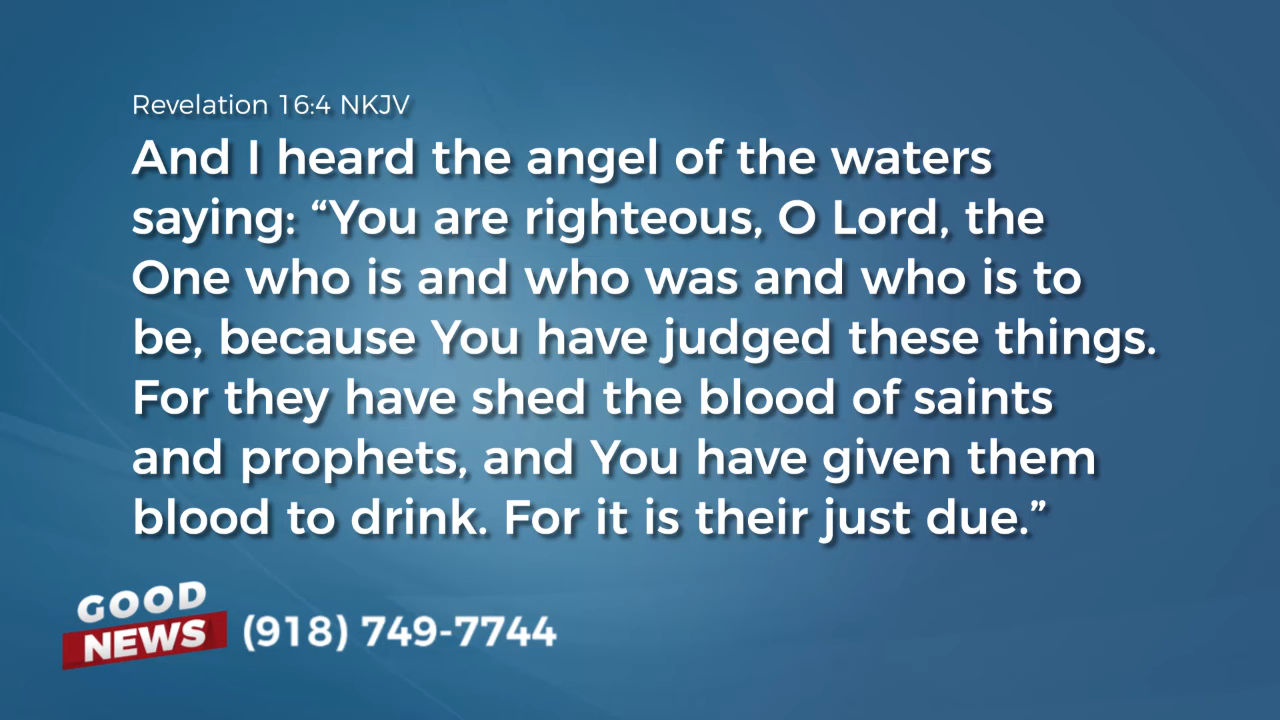 Revelation 16:4 NKJV
And I heard the angel of the waters
saying: “You are righteous, O Lord, the
One who is and who was and who is to
be, because You have judged these things.
For they have shed the blood of saints
and prophets, and You have given them
blood to drink. For it is their just due.”
GOOD
NEWS
(918) 749-7744